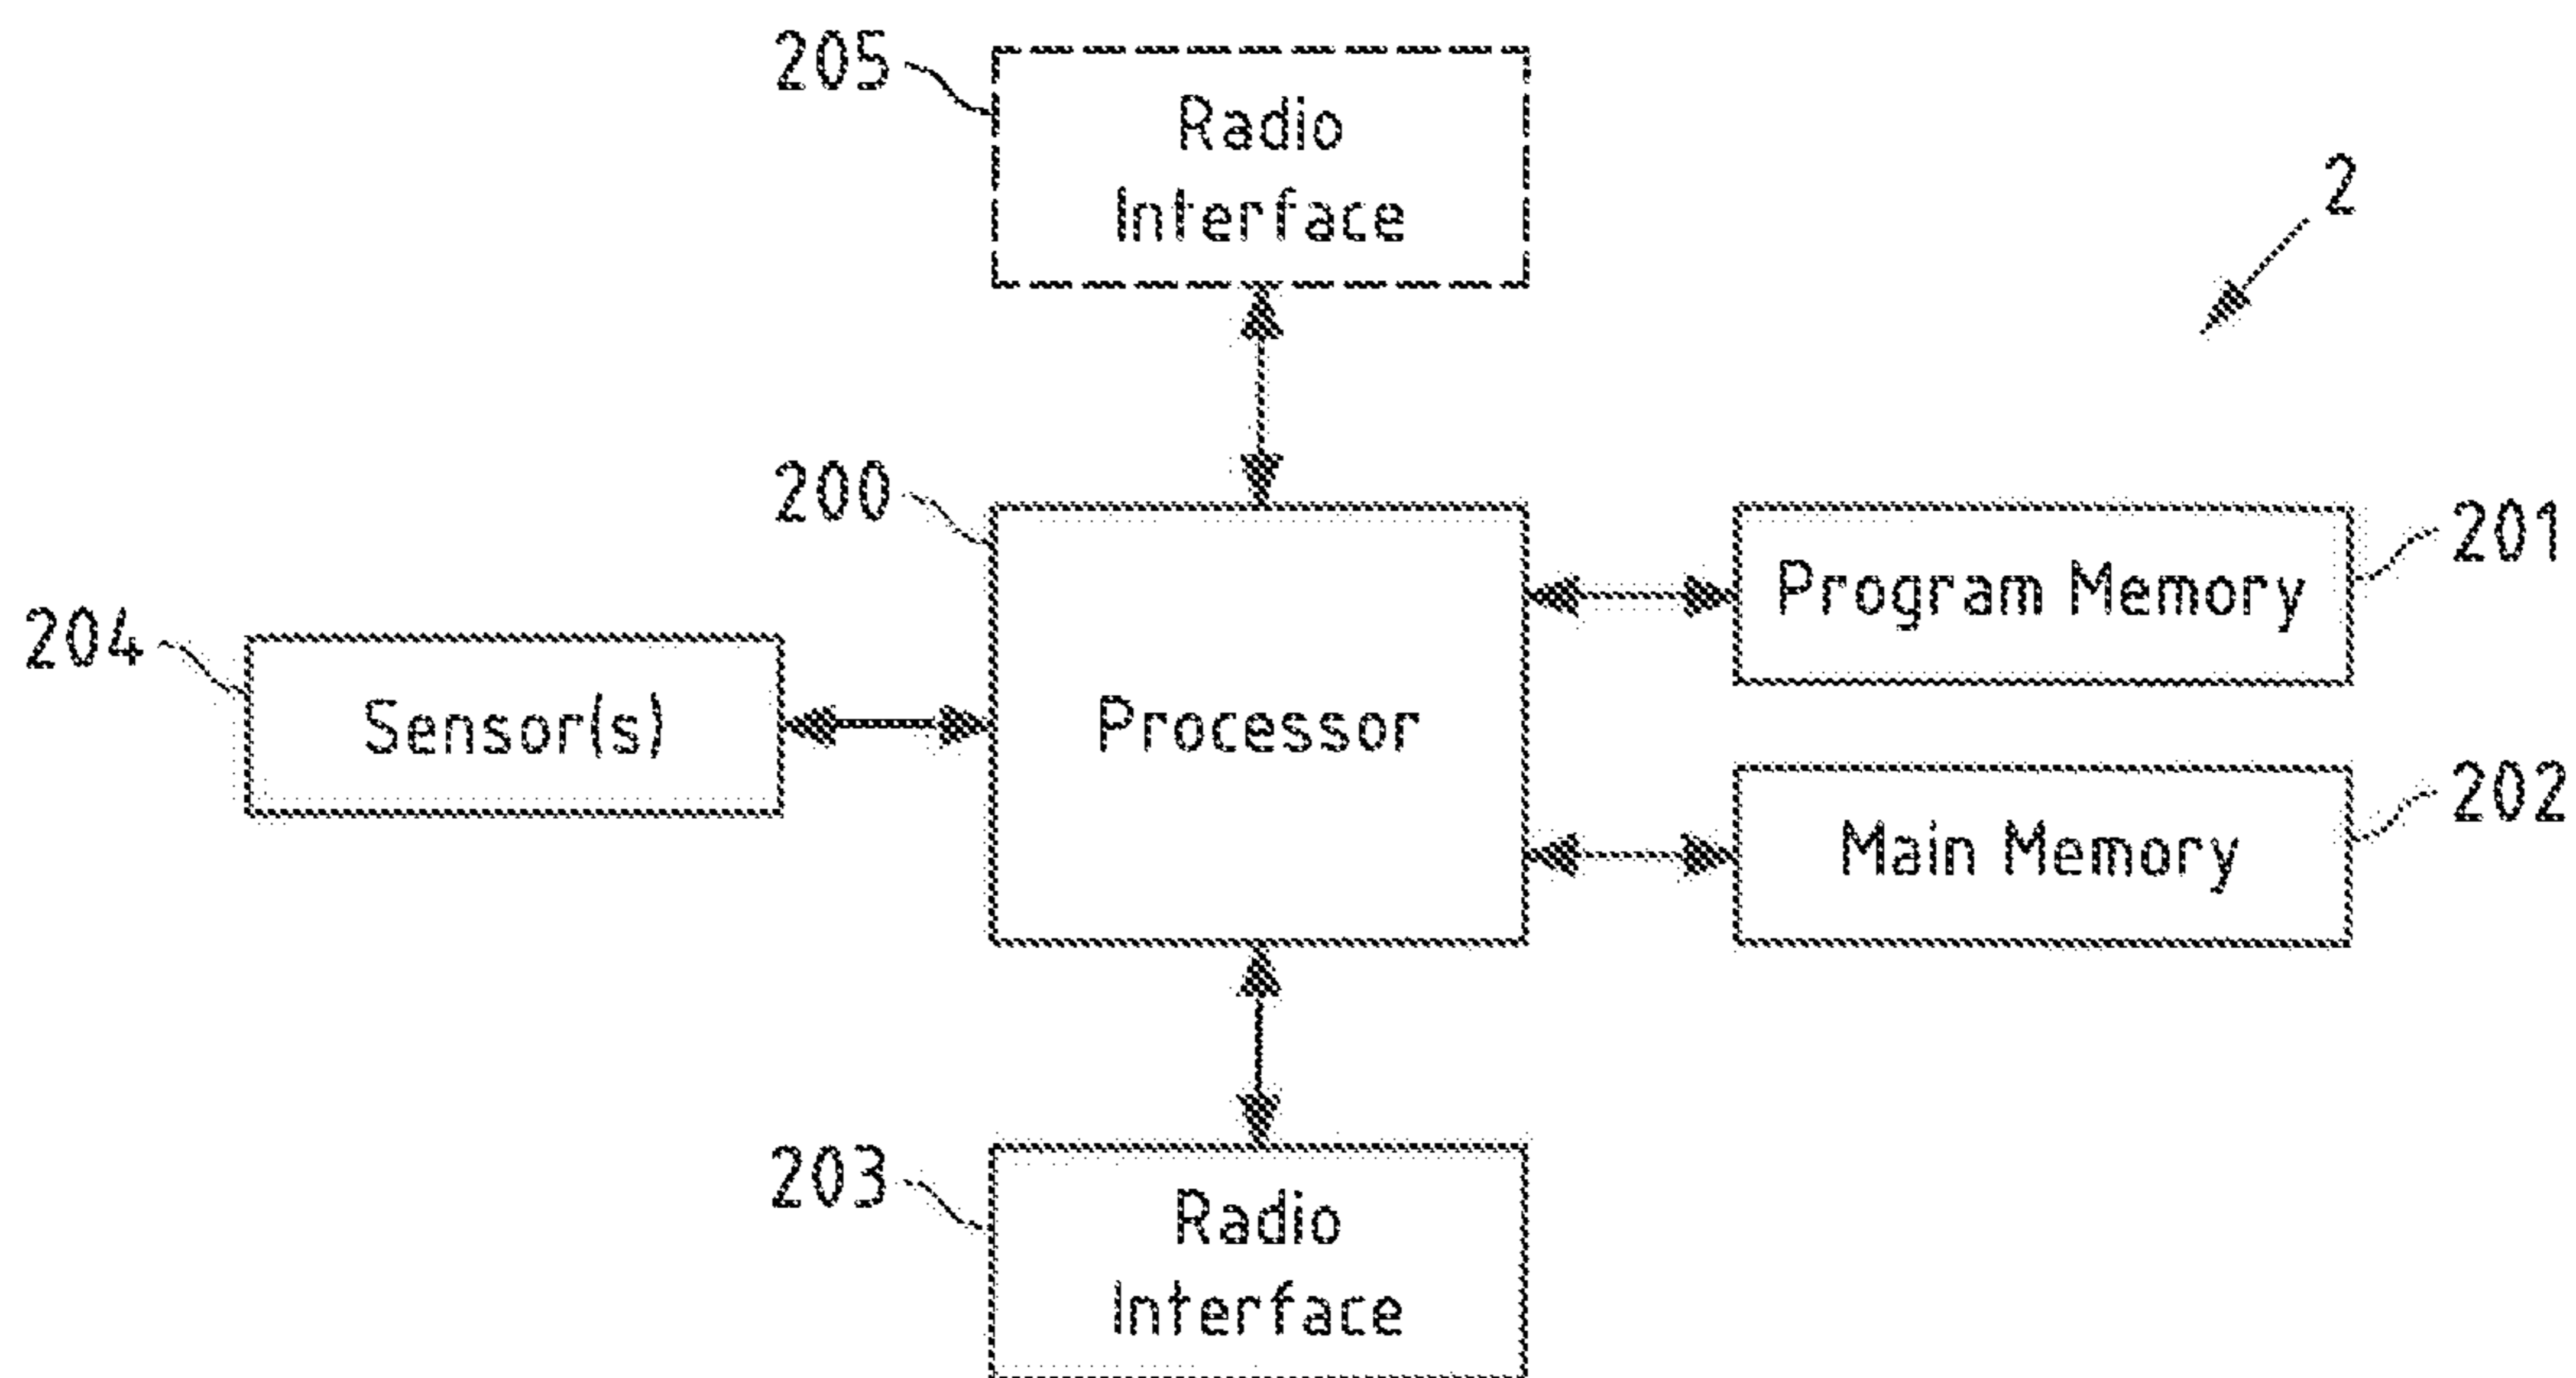 205
Radio
Interface
2
200
201
Program Memory
204
Sensor(s)
Processor
202
Main Memory
203
Radio
Interface